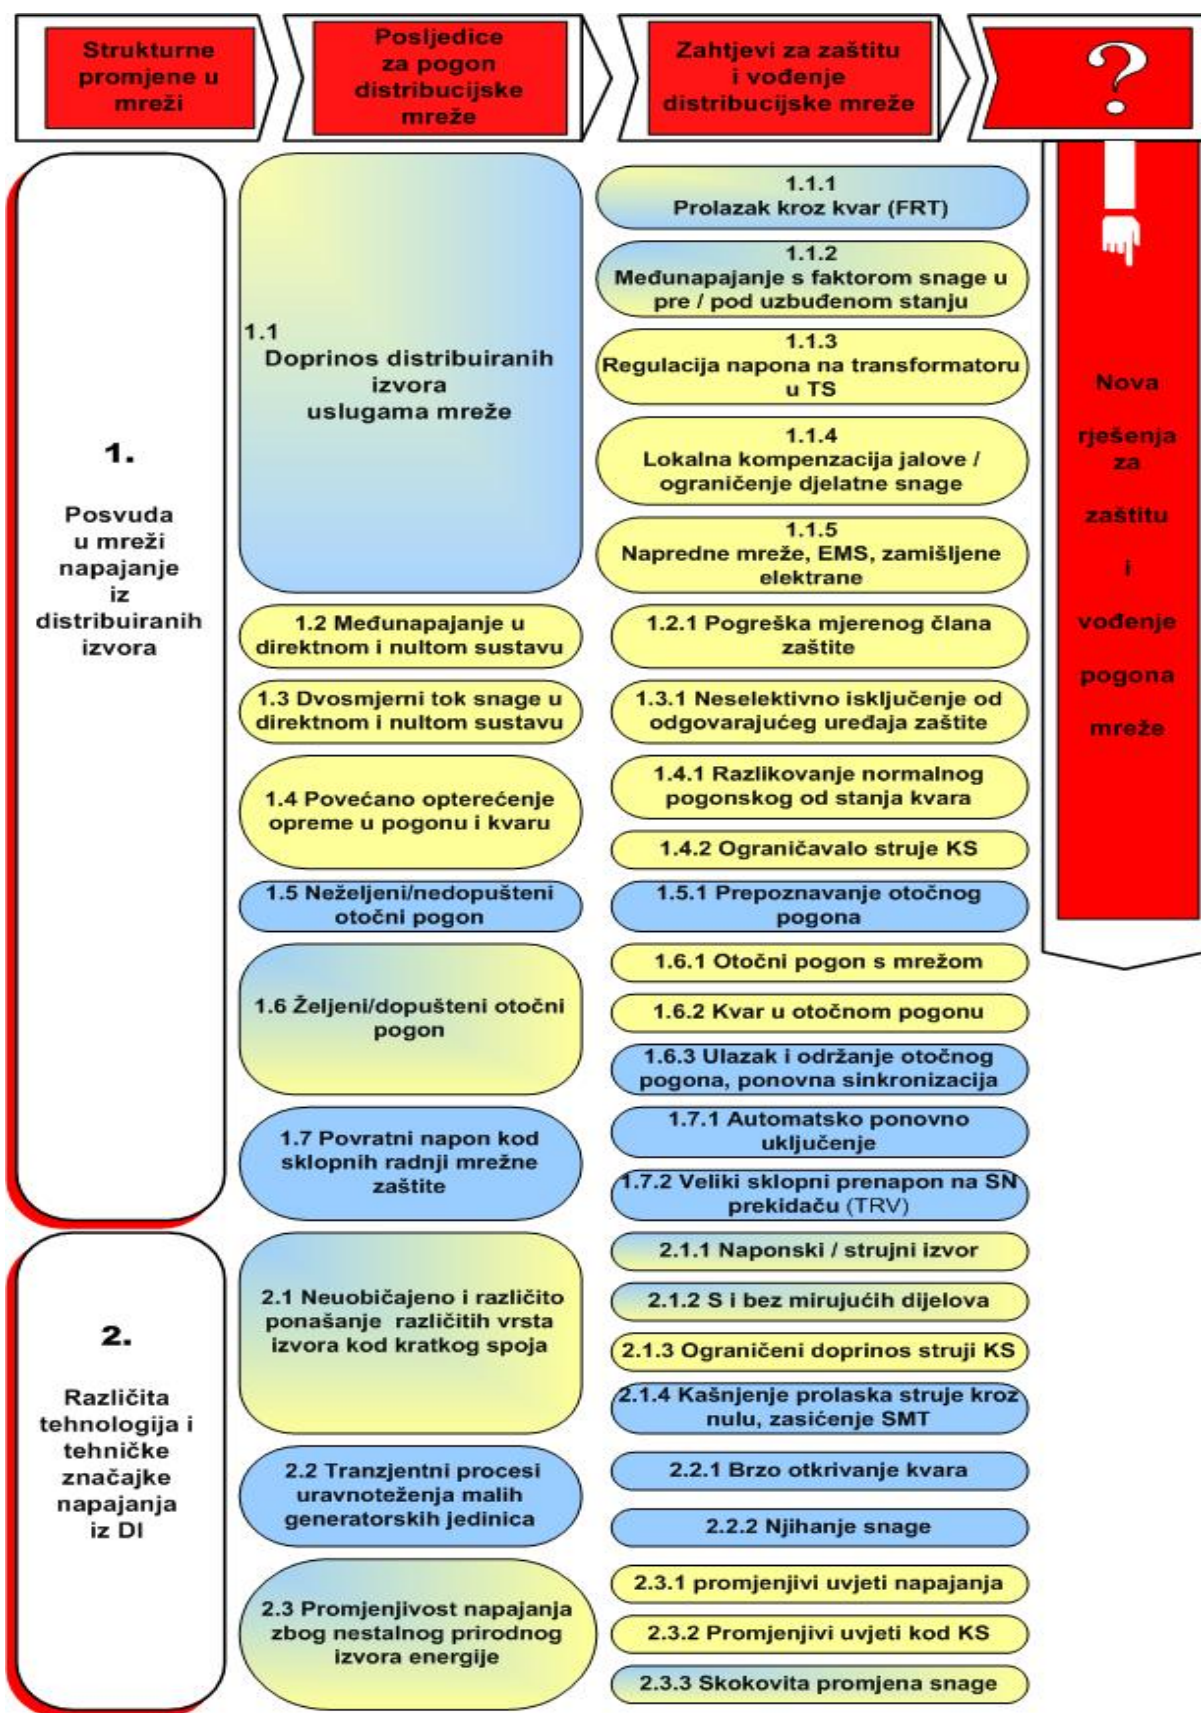 Strukturne
promjene u
mreži
Posljedice
za pogon
distribucijske
mreže
Zahtjevi za zaštitu
i vođenje
distribucijske mreže
?
1.
Posvuda
u mreži
napajanje
iz
distribuiranih
izvora
1.1
Doprinos distribuiranih
izvora
uslugama mreže
1.1.1
Prolazak kroz kvar (FRT)
1.1.2
Međunapajanje s faktorom snage u
pre / pod uzbuđenom stanju
1.1.3
Regulacija napona na transformatoru
u TS
1.1.4
Lokalna kompenzacija jalove /
ograničenje djelatne snage
1.1.5
Napredne mreže, EMS, zamišljene
elektrane
1.2 Međunapajanje u
direktnom i nultom sustavu
1.2.1 Pogreška mjerenog člana
zaštite
1.3 Dvosmjerni tok snage u
direktnom i nultom sustavu
1.3.1 Neselektivno isključenje od
odgovarajućeg uređaja zaštite
1.4 Povećano opterećenje
opreme u pogonu i kvaru
1.4.1 Razlikovanje normalnog
pogonskog od stanja kvara
1.4.2 Ograničavalo struje KS
1.5 Neželjeni/nedopušteni
otočni pogon
1.5.1 Prepoznavanje otočnog
pogona
1.6 Željeni/dopušteni otočni
pogon
1.6.1 Otočni pogon s mrežom
1.6.2 Kvar u otočnom pogonu
1.6.3 Ulazak i održanje otočnog
pogona, ponovna sinkronizacija
1.7 Povratni napon kod
sklopnih radnji mrežne
zaštite
1.7.1 Automatsko ponovno
uključenje
1.7.2 Veliki sklopni prenapon na SN
prekidaču (TRV)
2.
Različita
tehnologija i
tehničke
značajke
napajanja
iz DI
2.1 Neuobičajeno i različito
ponašanje različitih vrsta
izvora kod kratkog spoja
2.1.1 Naponski / strujni izvor
2.1.2 S i bez mirujućih dijelova
2.1.3 Ograničeni doprinos struji KS
2.1.4 Kašnjenje prolaska struje kroz
nulu, zasićenje SMT
2.2 Tranzjentni procesi
uravnoteženja malih
generatorskih jedinica
2.2.1 Brzo otkrivanje kvara
2.2.2 Njihanje snage
2.3 Promjenjivost napajanja
zbog nestalnog prirodnog
izvora energije
2.3.1 promjenjivi uvjeti napajanja
2.3.2 Promjenjivi uvjeti kod KS
2.3.3 Skokovita promjena snage
Nova
rješenja
za
zaštitu
i
vođenje
pogona
mreže